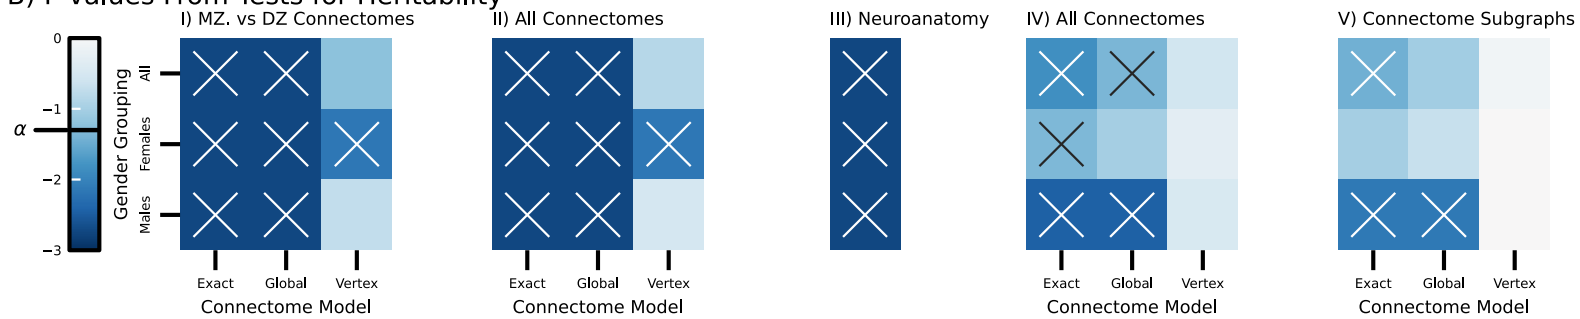 B) P values From Tests for Heritability
I) MZ. vs DZ Connectomes
II) All Connectomes
III) Neuroanatomy
IV) All Connectomes
V) Connectome Subgraphs
0
−1
α
−2
−3
Gender Grouping
All
Females
Males
Exact Global Vertex
Connectome Model
Exact Global Vertex
Connectome Model
Exact Global Vertex
Connectome Model
Exact Global Vertex
Connectome Model